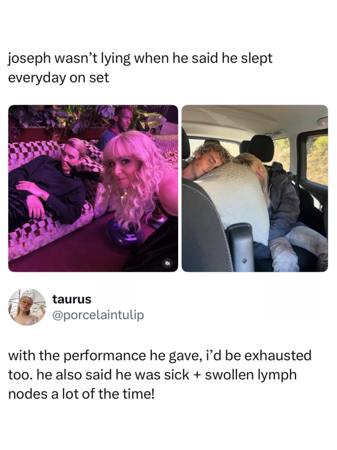 joseph wasn’t lying when he said he slept
everyday on set
taurus
@porcelaintulip
with the performance he gave, i’d be exhausted
too. he also said he was sick + swollen lymph
nodes a lot of the time!